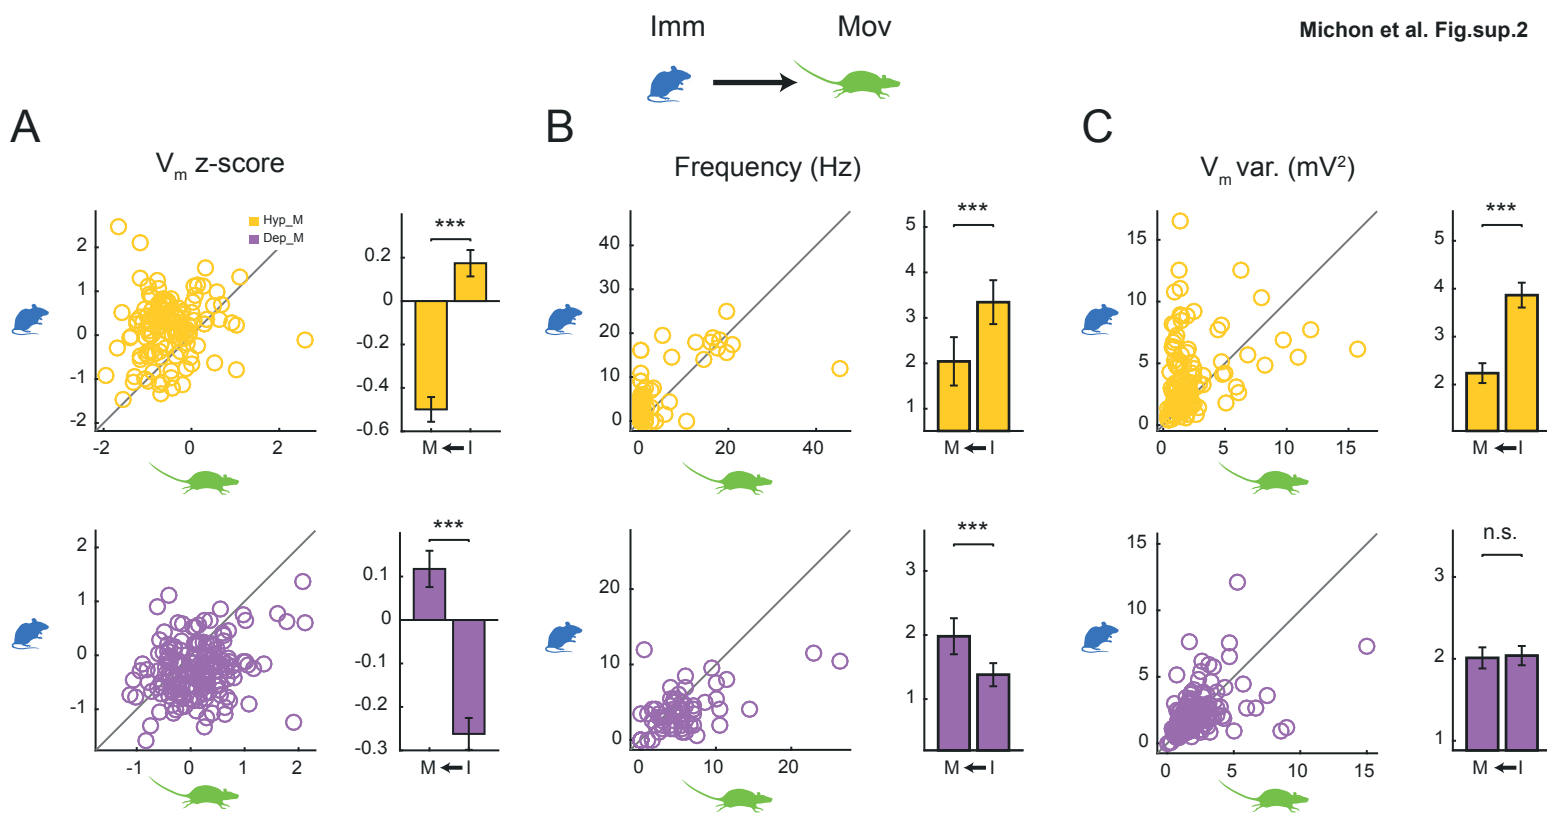 Imm Mov
Michon et al. Fig.sup.2
A
B
C
Vm z-score
Frequency (Hz)
Vm var. (mV²)
Hyp_M
Dep_M
2
1
0
-1
-2
-2 0 2
***
0.2
0
-0.2
-0.4
-0.6
M I
40
30
20
10
0
0 20 40
***
5
4
3
2
1
M I
15
10
5
0
0 5 10 15
***
5
4
3
2
M I
2
1
0
-1
-1 0 1 2
***
0.1
0
-0.1
-0.2
-0.3
M I
20
10
0
0 10 20
***
3
2
1
M I
15
10
5
0
0 5 10 15
n.s.
3
2
1
M I